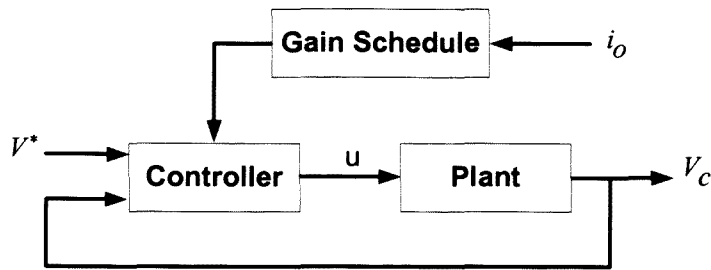 Gain Schedule
i_o
V*
Controller
u
Plant
V_c